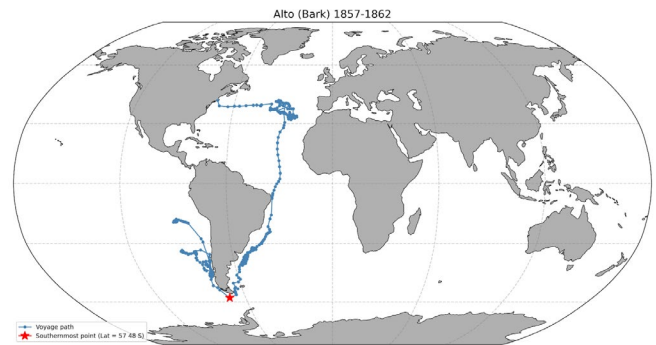 Alto (Bark) 1857-1862
Voyage path
Southernmost point (Lat = 57 48 S)